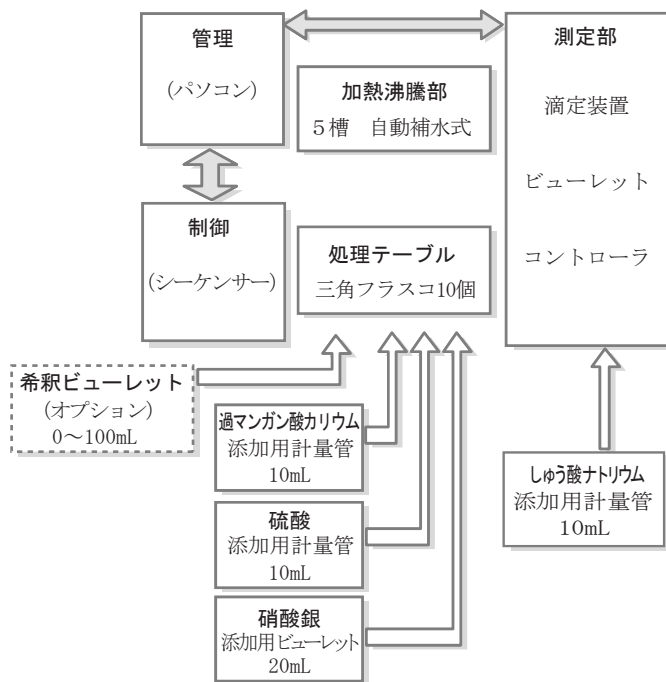 管理
(パソコン)
加熱沸騰部
5槽　自動補水式
測定部
滴定装置
ビューレット
コントローラ
制御
(シーケンサー)
処理テーブル
三角フラスコ10個
希釈ビューレット
(オプション)
0～100mL
過マンガン酸カリウム
添加用計量管
10mL
硫酸
添加用計量管
10mL
硝酸銀
添加用ビューレット
20mL
しゅう酸ナトリウム
添加用計量管
10mL